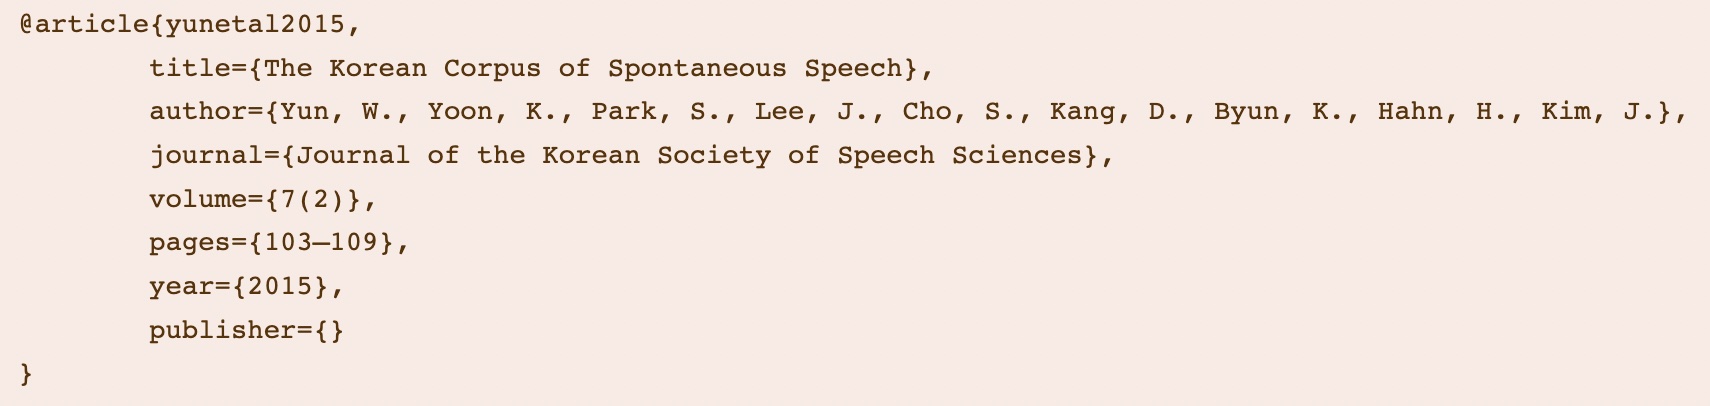 @article{yunetal2015,
title={The Korean Corpus of Spontaneous Speech},
author={Yun, W., Yoon, K., Park, S., Lee, J., Cho, S., Kang, D., Byun, K., Hahn, H., Kim, J.},
journal={Journal of the Korean Society of Speech Sciences},
volume={7(2)},
pages={103–109},
year={2015},
publisher={}
}